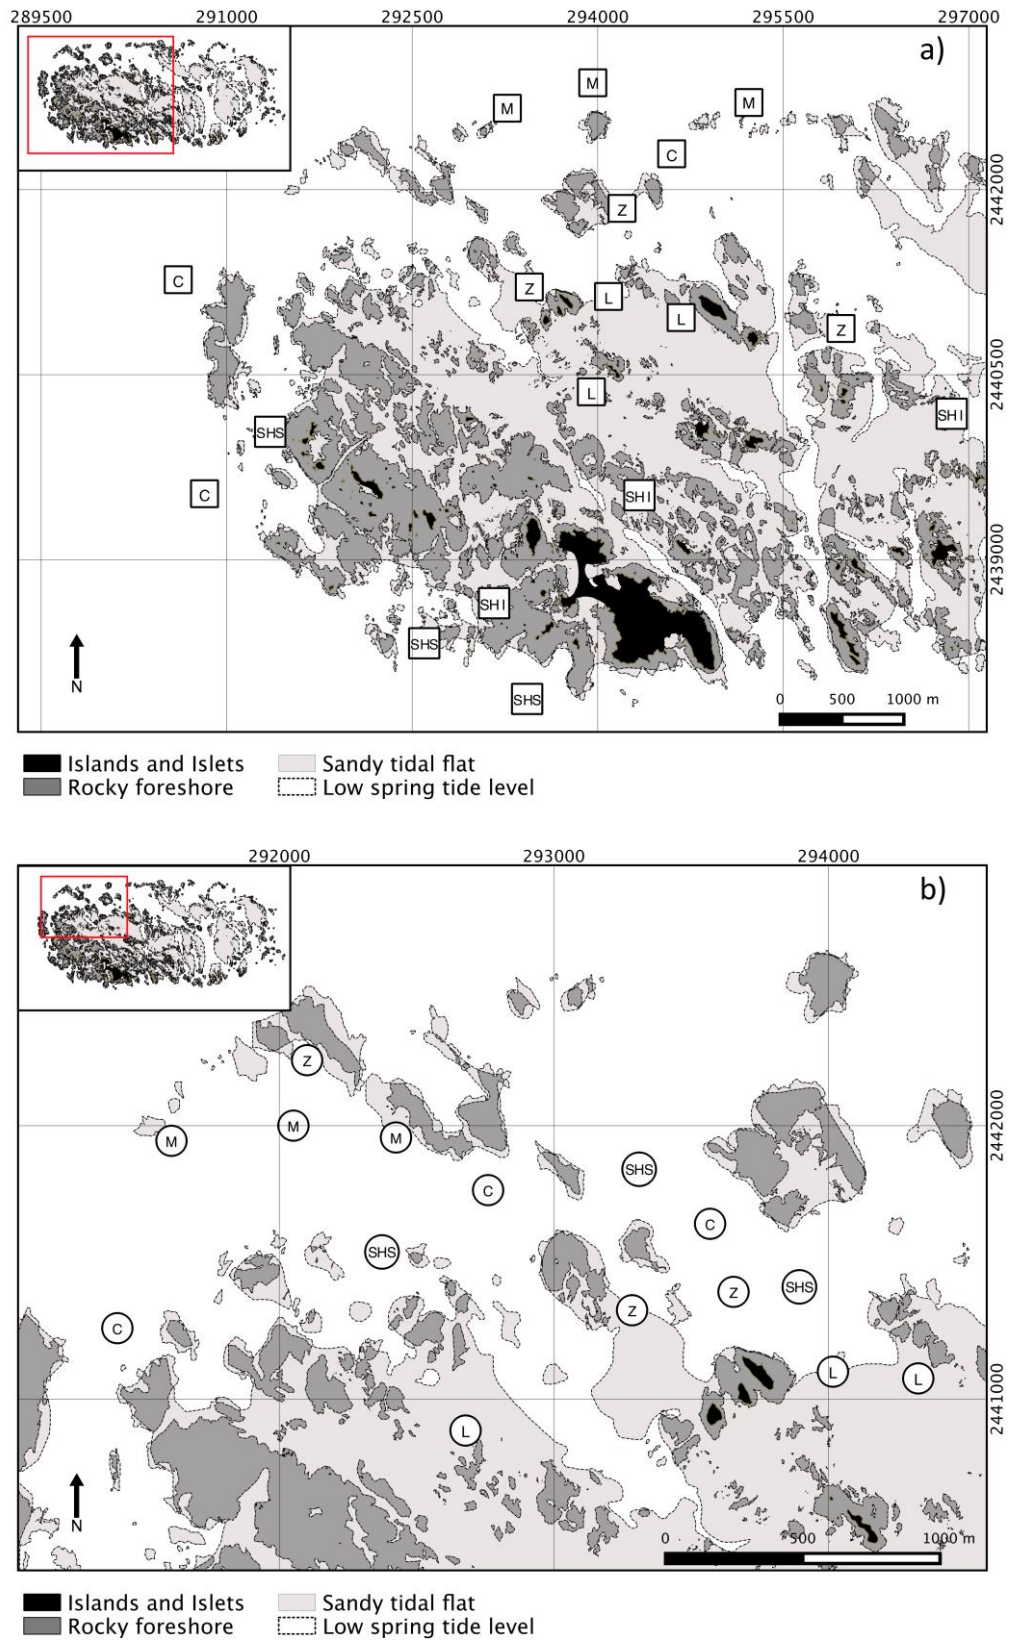 289500 291000 292500 294000 295500 297000
a)
M
M
M
C
2442000
Z
C
Z
L
L
Z
2440500
L
SHI
SHS
C
SHI
2439000
SHI
SHS
SHS
N
P
0 500 1000 m
Islands and Islets Sandy tidal flat
Rocky foreshore Low spring tide level
292000 293000 294000
b)
Z
M
M
M
2442000
SHS
C
C
SHS
Z
SHS
Z
C
L
L
2441000
L
N
0 500 1000 m
Islands and Islets Sandy tidal flat
Rocky foreshore Low spring tide level